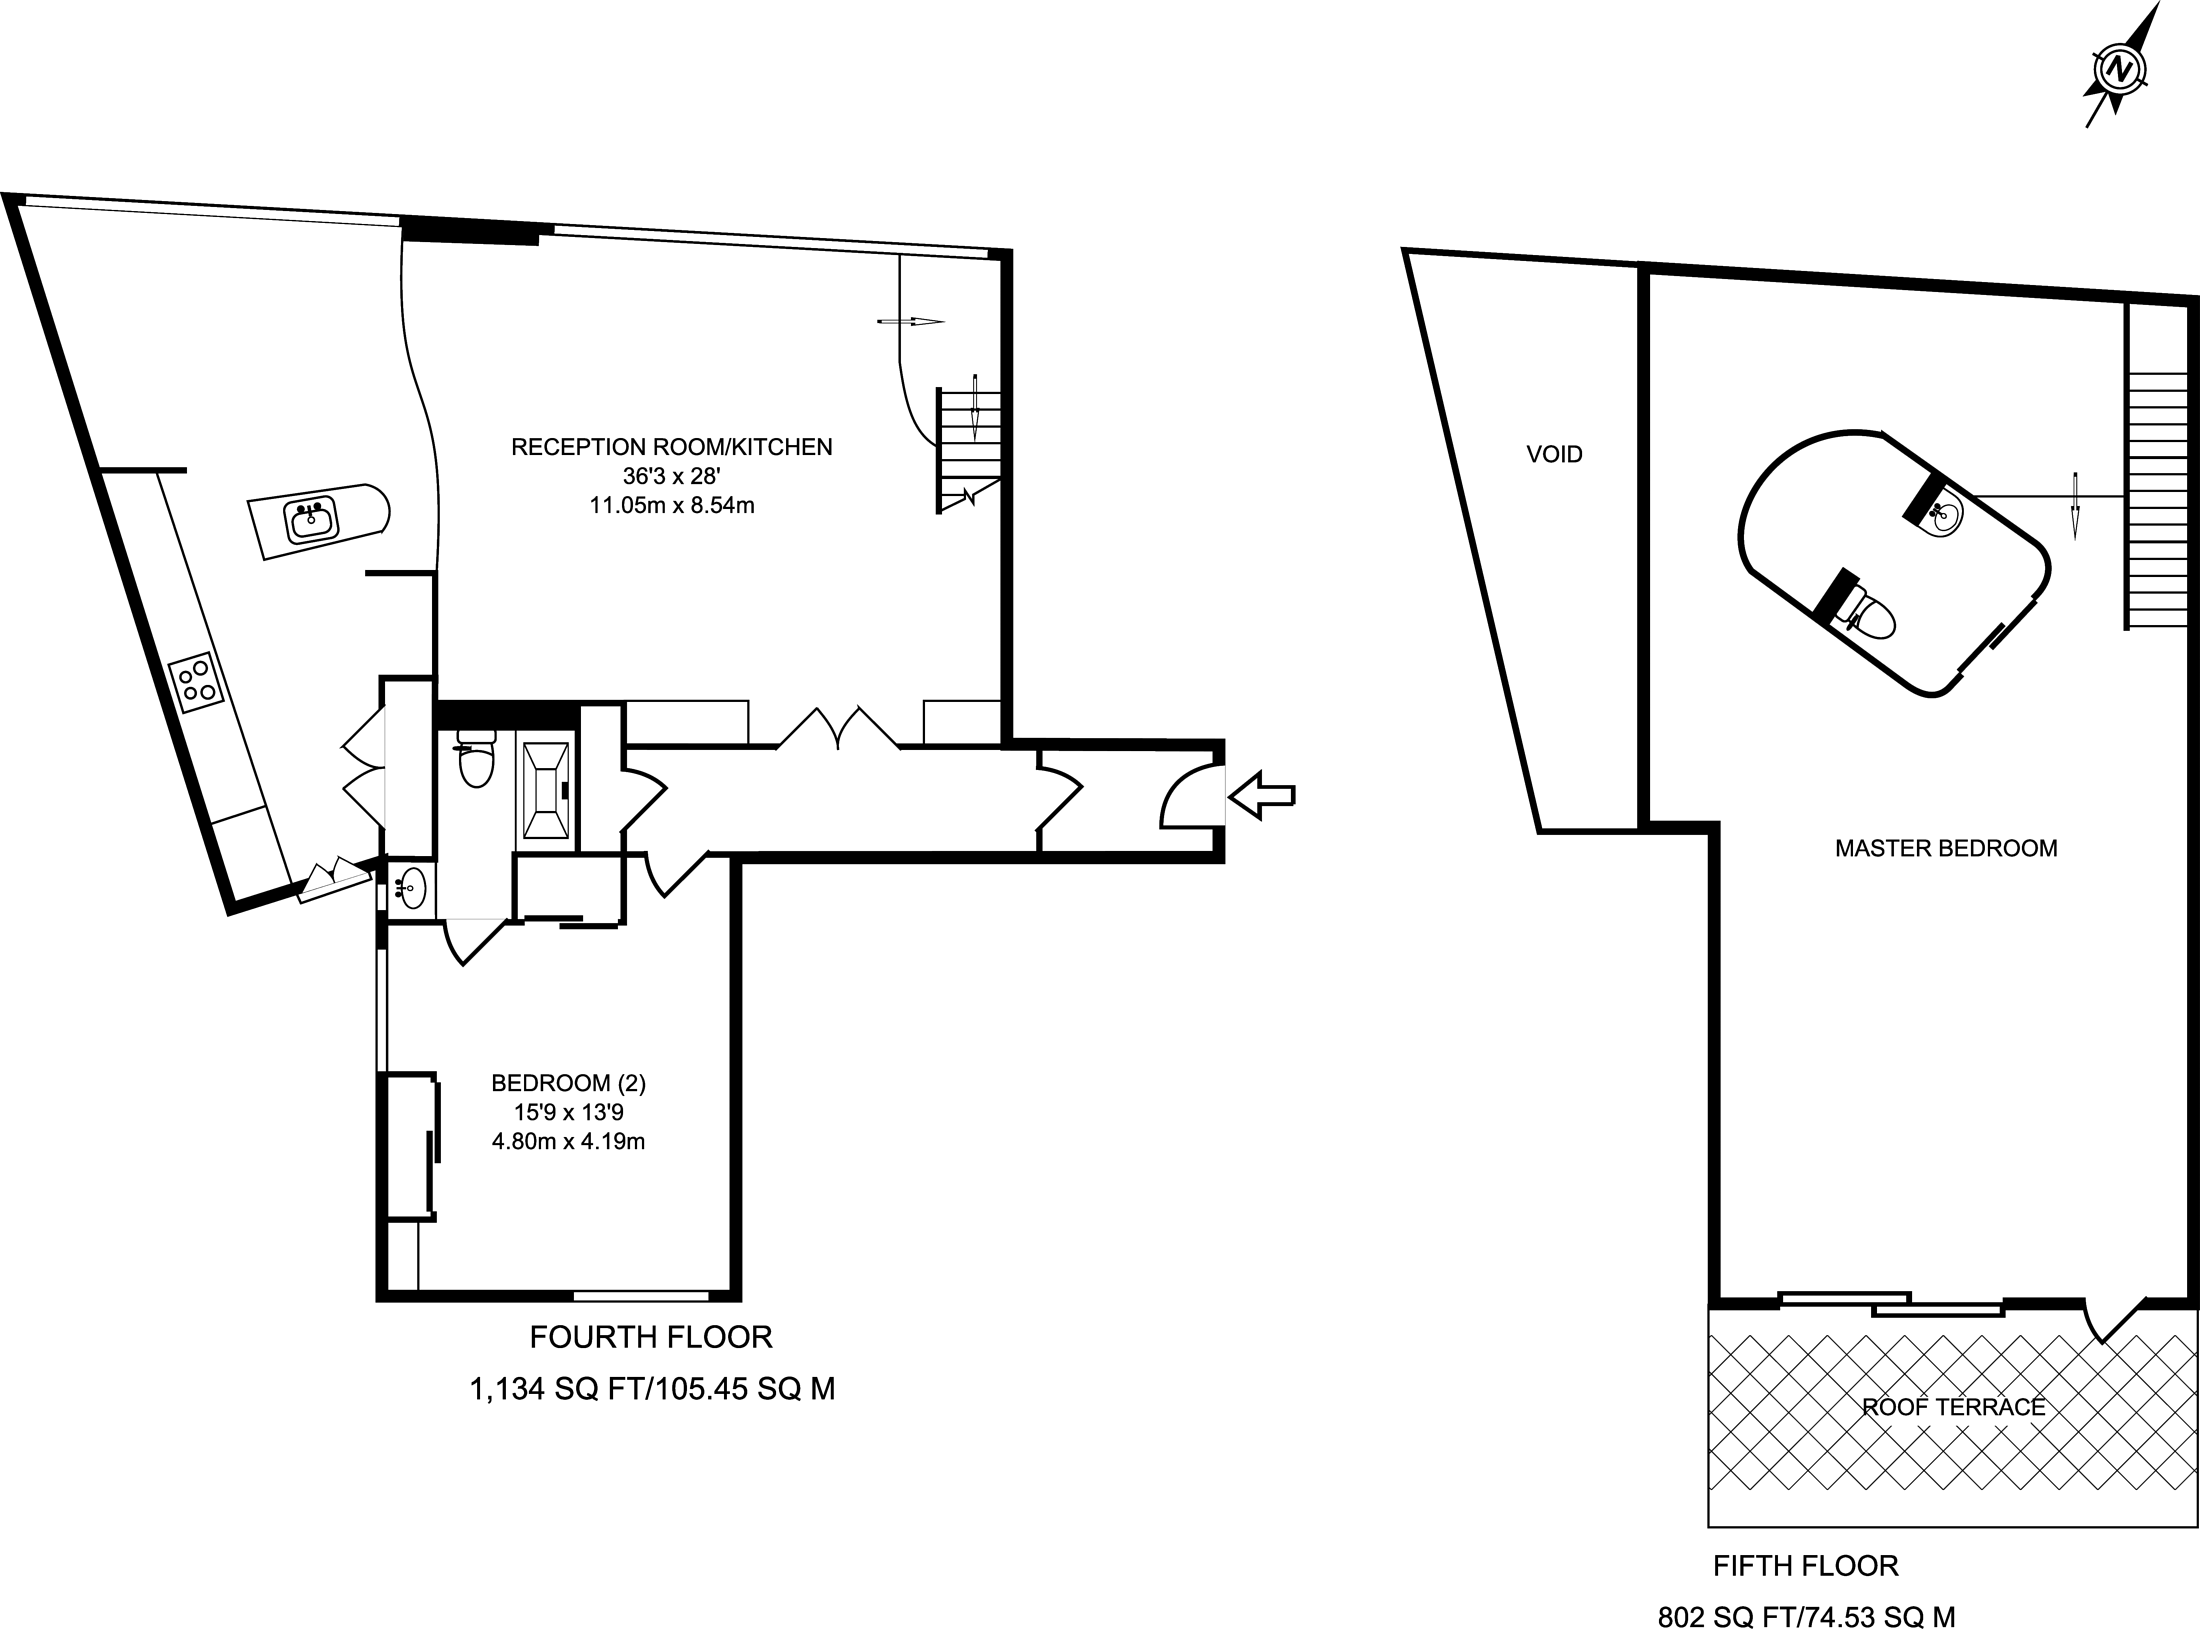 N
RECEPTION ROOM/KITCHEN
36'3 x 28'
11.05m x 8.54m
BEDROOM (2)
15'9 x 13'9
4.80m x 4.19m
FOURTH FLOOR
1,134 SQ FT/105.45 SQ M
VOID
MASTER BEDROOM
ROOF TERRACE
FIFTH FLOOR
802 SQ FT/74.53 SQ M